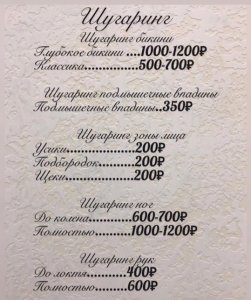 Шугаринг
Шугаринг бикини
Глубокое бикини....1000-1200₽
Классика...............500-700₽
Шугаринг подмышечные впадины
Подмышечные впадины..350₽
Шугаринг зоны лица
Усики...................200₽
Подбородок..........200₽
Щеки...................200₽
Шугаринг ног
До колена............600-700₽
Полностью..........1000-1200₽
Шугаринг рук
До локтя............400₽
Полностью.........600₽